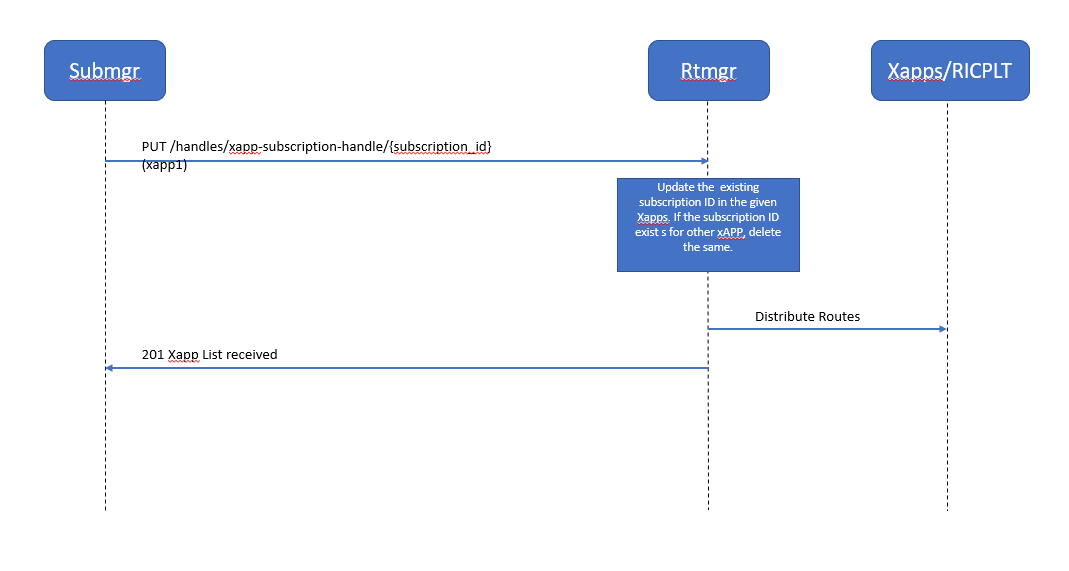 Submgr
Rtmgr
Xapps/RICPLT
PUT /handles/xapp-subscription-handle/{subscription_id}
(xapp1)
Update the  existing
subscription ID in the given
Xapps. If the subscription ID
exist s for other xAPP, delete
the same.
Distribute Routes
201 Xapp List received